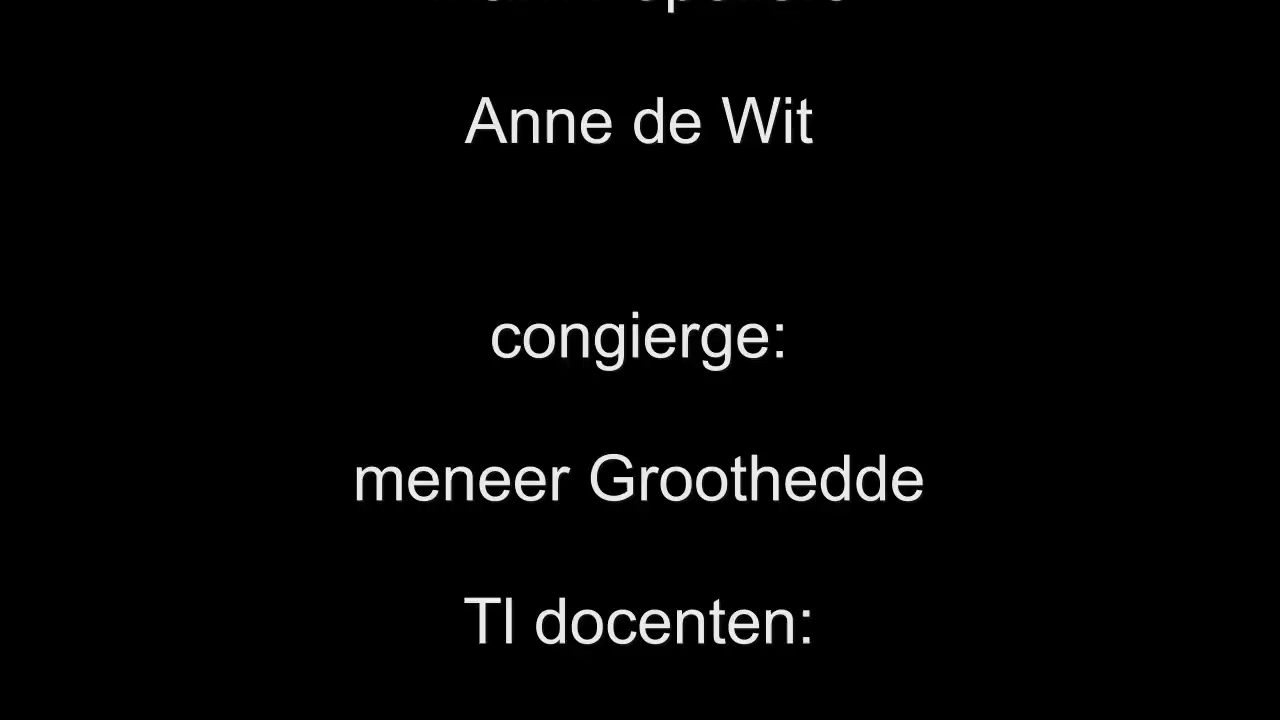 Anne de Wit
congierge:
meneer Groothedde
TI docenten: